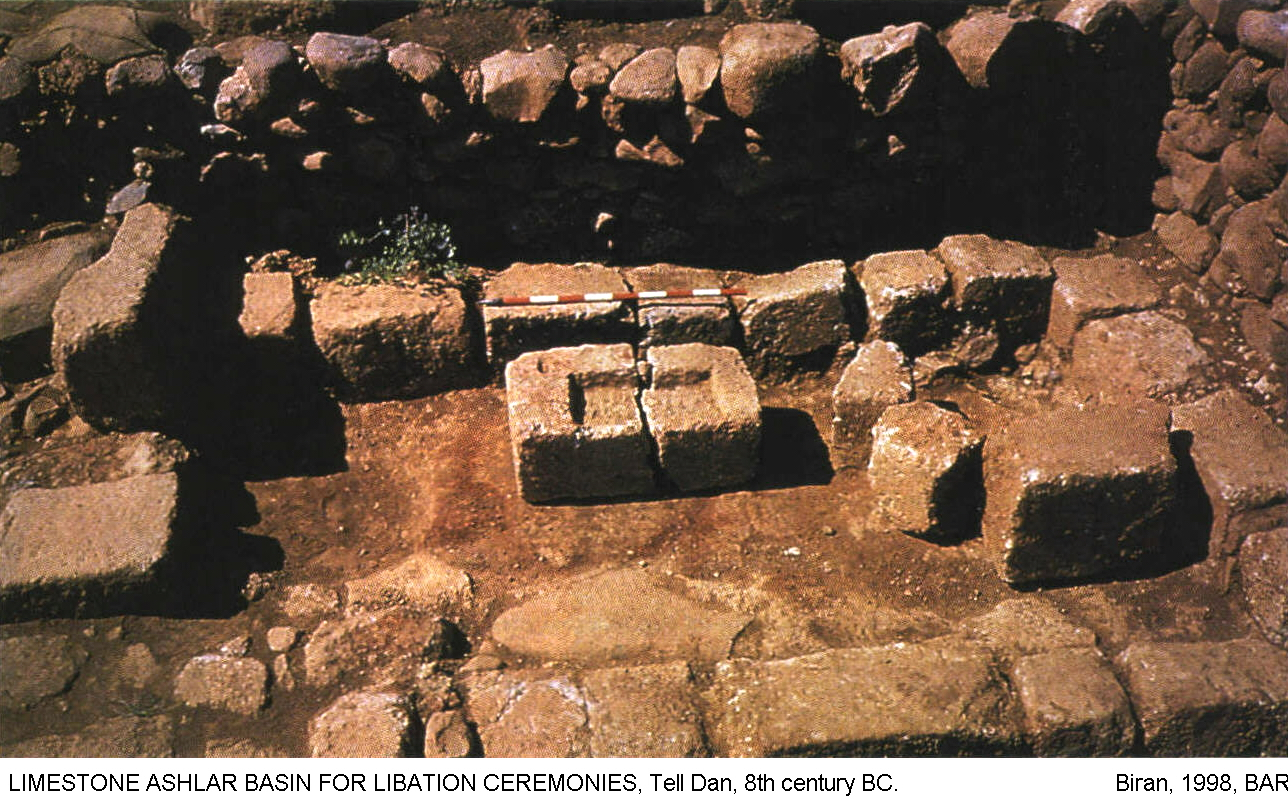 LIMESTONE ASHLAR BASIN FOR LIBATION CEREMONIES, Tell Dan, 8th century BC. Biran, 1998, BAR